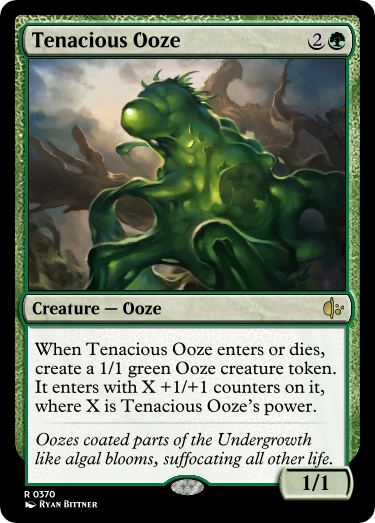 Tenacious Ooze 2
Creature — Ooze
When Tenacious Ooze enters or dies,
create a 1/1 green Ooze creature token.
It enters with X +1/+1 counters on it,
where X is Tenacious Ooze's power.
Oozes coated parts of the Undergrowth
like algal blooms, suffocating all other life.
1/1
R 0370
Ryan Bittner